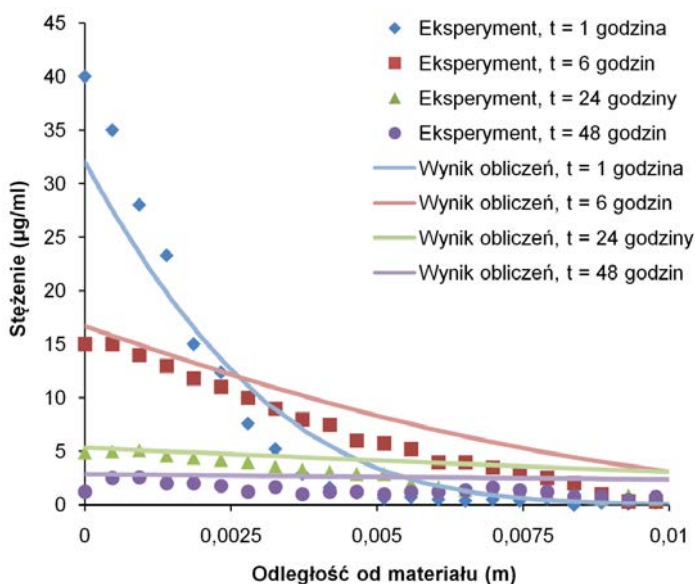 45
40
35
30
25
20
15
10
5
0
Stężenie (µg/ml)
Eksperyment, t = 1 godzina
Eksperyment, t = 6 godzin
Eksperyment, t = 24 godziny
Eksperyment, t = 48 godzin
Wynik obliczeń, t = 1 godzina
Wynik obliczeń, t = 6 godzin
Wynik obliczeń, t = 24 godziny
Wynik obliczeń, t = 48 godzin
0 0,0025 0,005 0,0075 0,01
Odległość od materiału (m)